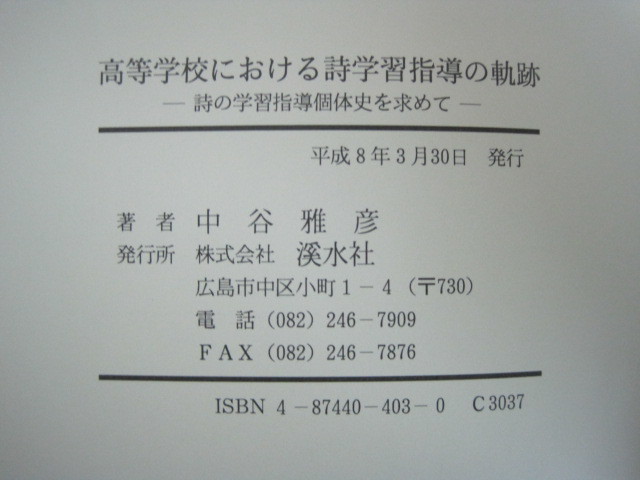 高等学校における詩学習指導の軌跡
― 詩の学習指導個体史を求めて ―
平成8年3月30日 発行
著者 中谷雅彦
発行所 株式会社 溪水社
広島市中区小町1－4（〒730）
電話（082）246－7909
FAX（082）246－7876
ISBN 4－87440－403－0 C3037